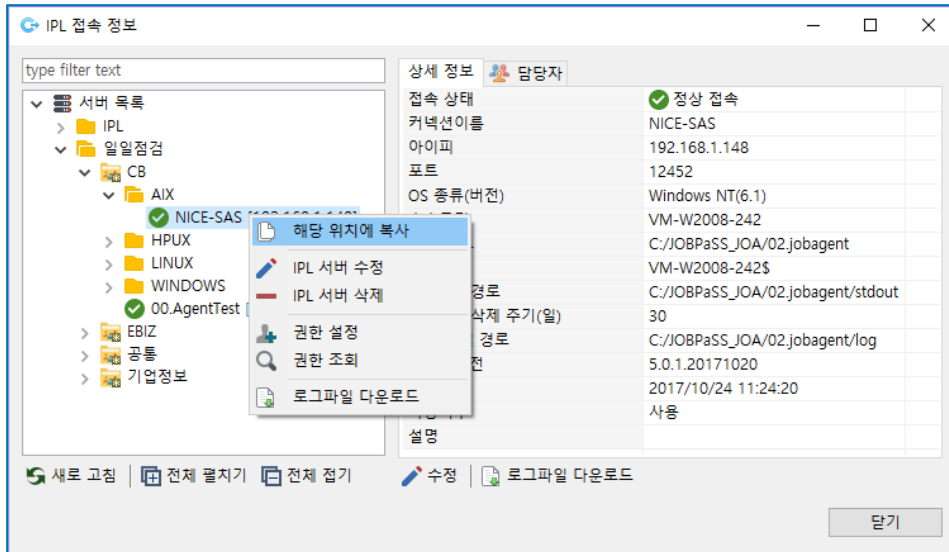 IPL 접속 정보
type filter text
서버 목록
IPL
일일점검
CB
AIX
NICE-SAS
HPUX
LINUX
WINDOWS
00.AgentTest
EBIZ
공통
기업정보
해당 위치에 복사
IPL 서버 수정
IPL 서버 삭제
권한 설정
권한 조회
로그파일 다운로드
상세 정보 담당자
접속 상태 정상 접속
커넥션이름 NICE-SAS
아이피 192.168.1.148
포트 12452
OS 종류(버전) Windows NT(6.1)
VM-W2008-242
C:/JOBPaSS_JOA/02.jobagent
VM-W2008-242$
경로 C:/JOBPaSS_JOA/02.jobagent/stdout
삭제 주기(일) 30
경로 C:/JOBPaSS_JOA/02.jobagent/log
전 5.0.1.20171020
2017/10/24 11:24:20
사용
설명
새로 고침 전체 펼치기 전체 접기
수정 로그파일 다운로드
닫기